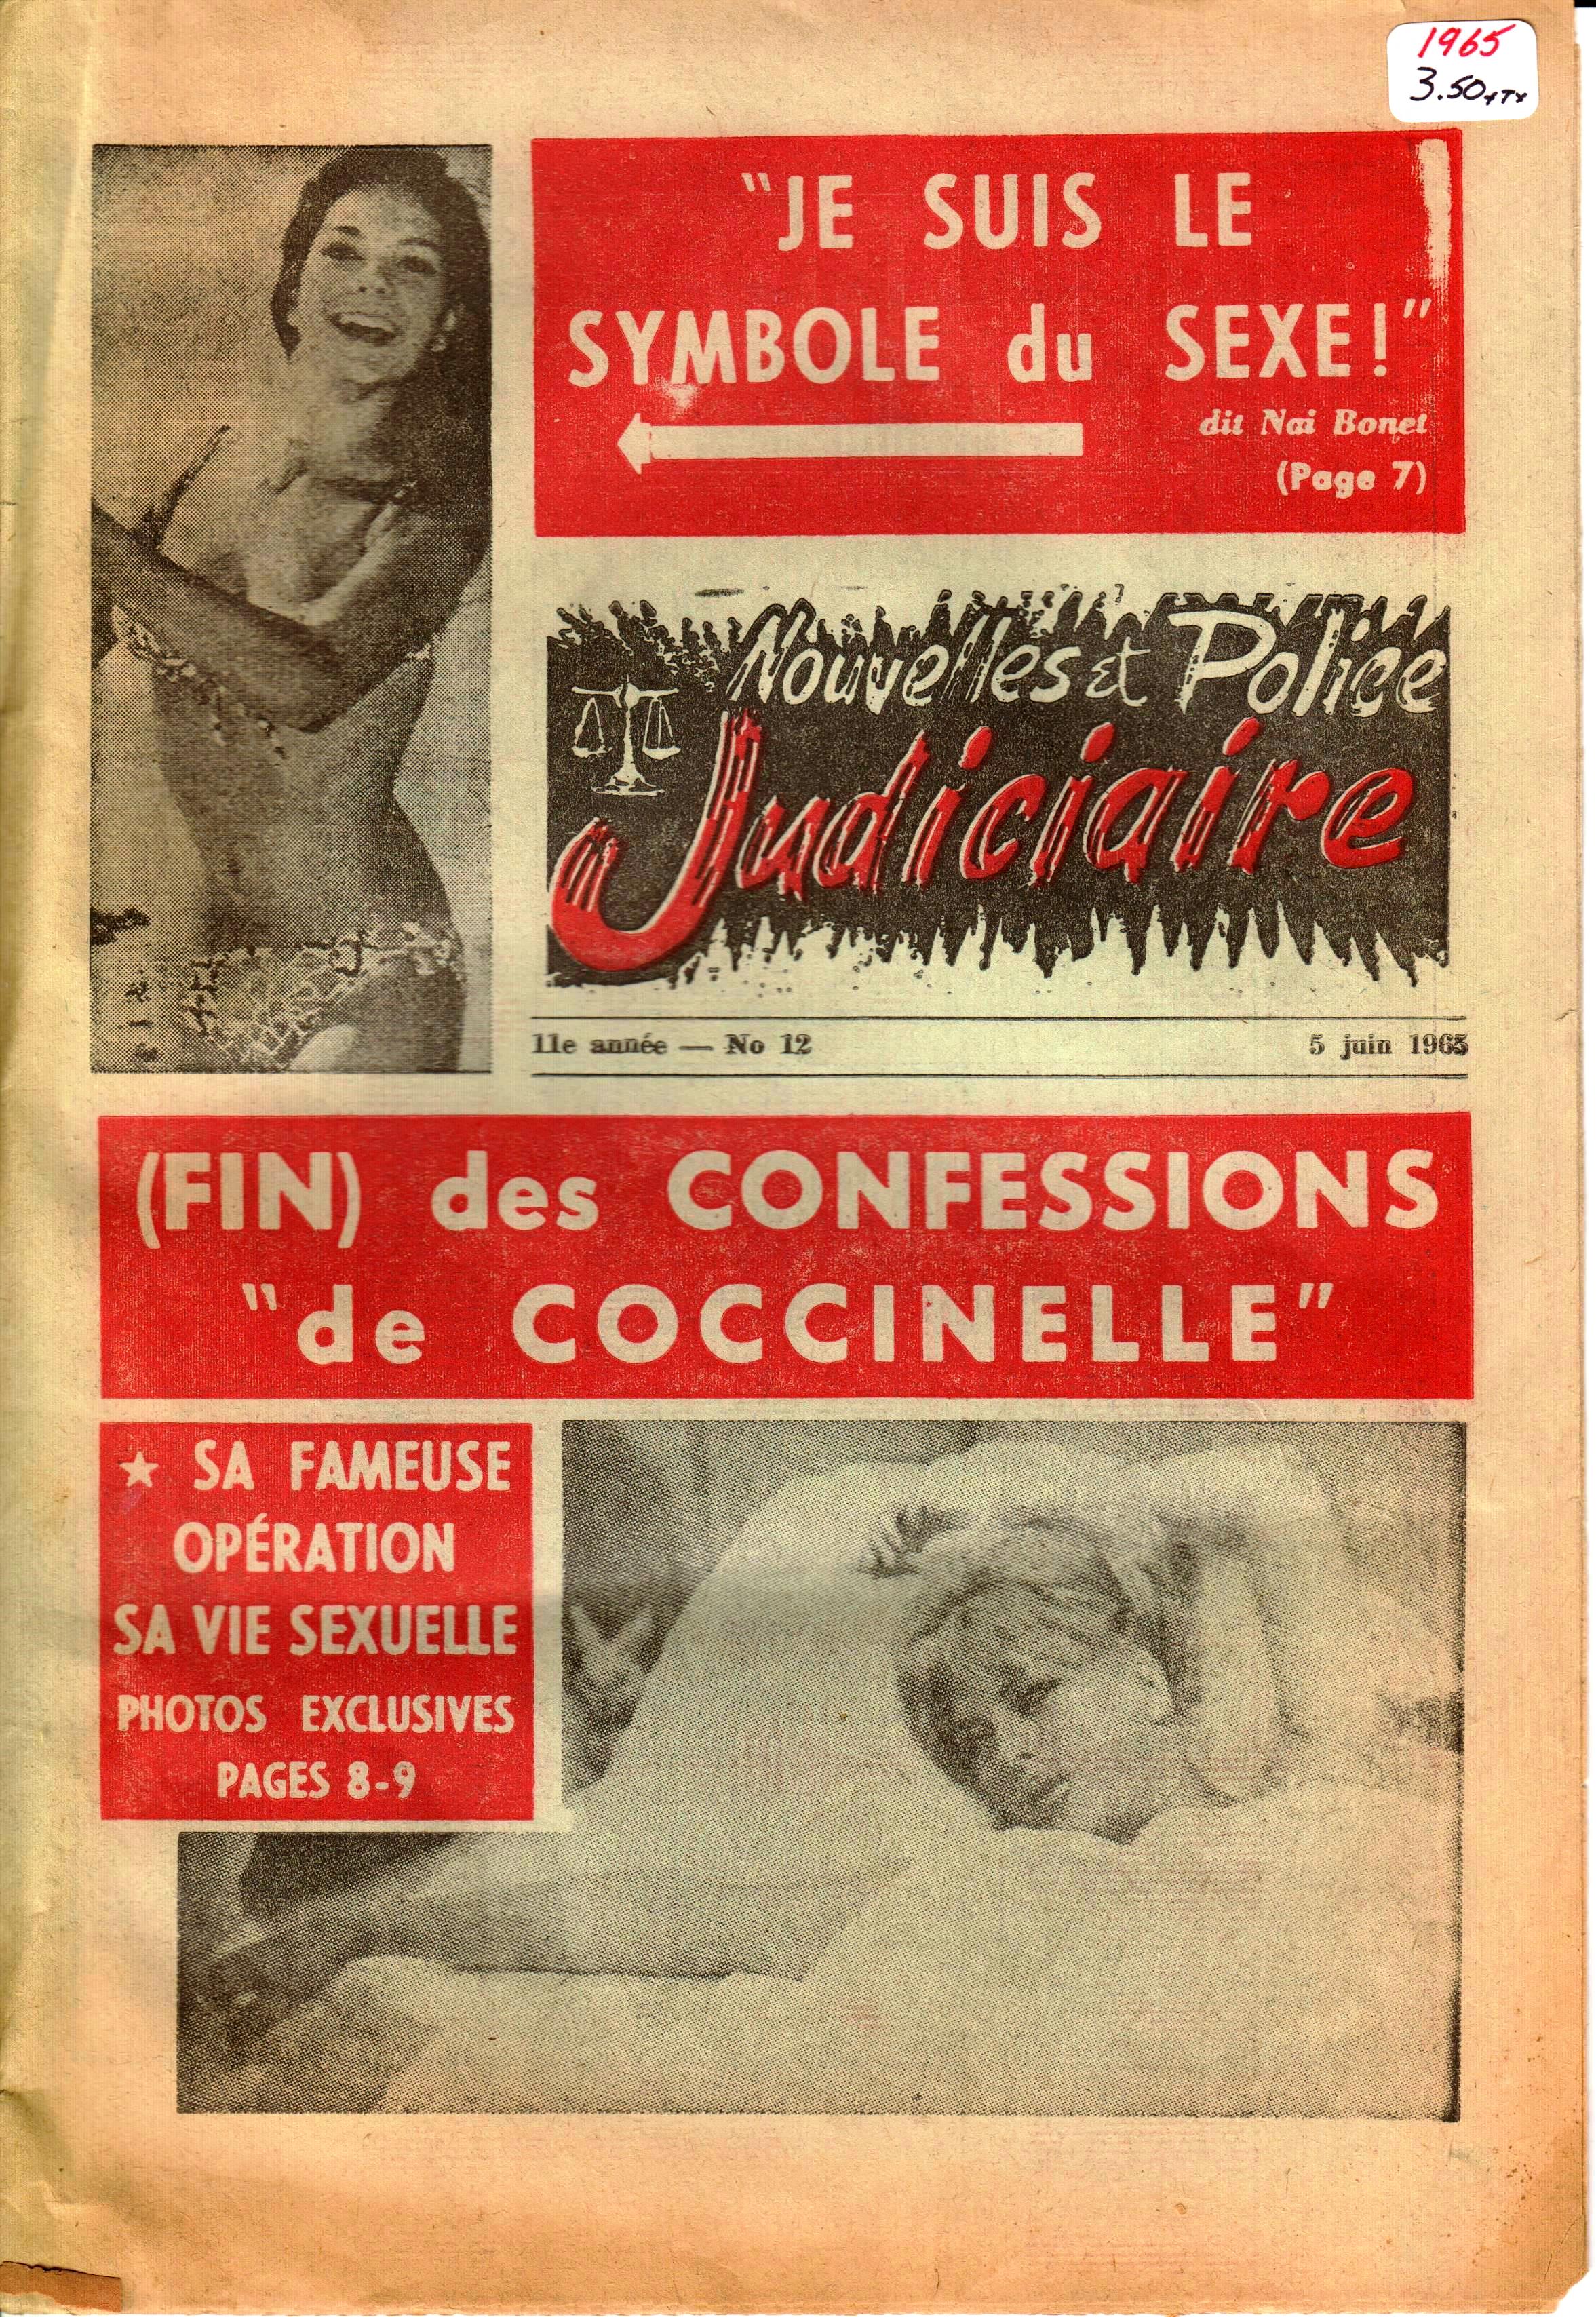 1965
3.50+TX
"JE SUIS LE
SYMBOLE du SEXE!"
dit Nai Bonet
(Page 7)
Nouvelles et Police
Judiciaire
11e année — No 12 5 juin 1965
(FIN) des CONFESSIONS
"de COCCINELLE"
★ SA FAMEUSE
OPÉRATION
SA VIE SEXUELLE
PHOTOS EXCLUSIVES
PAGES 8-9